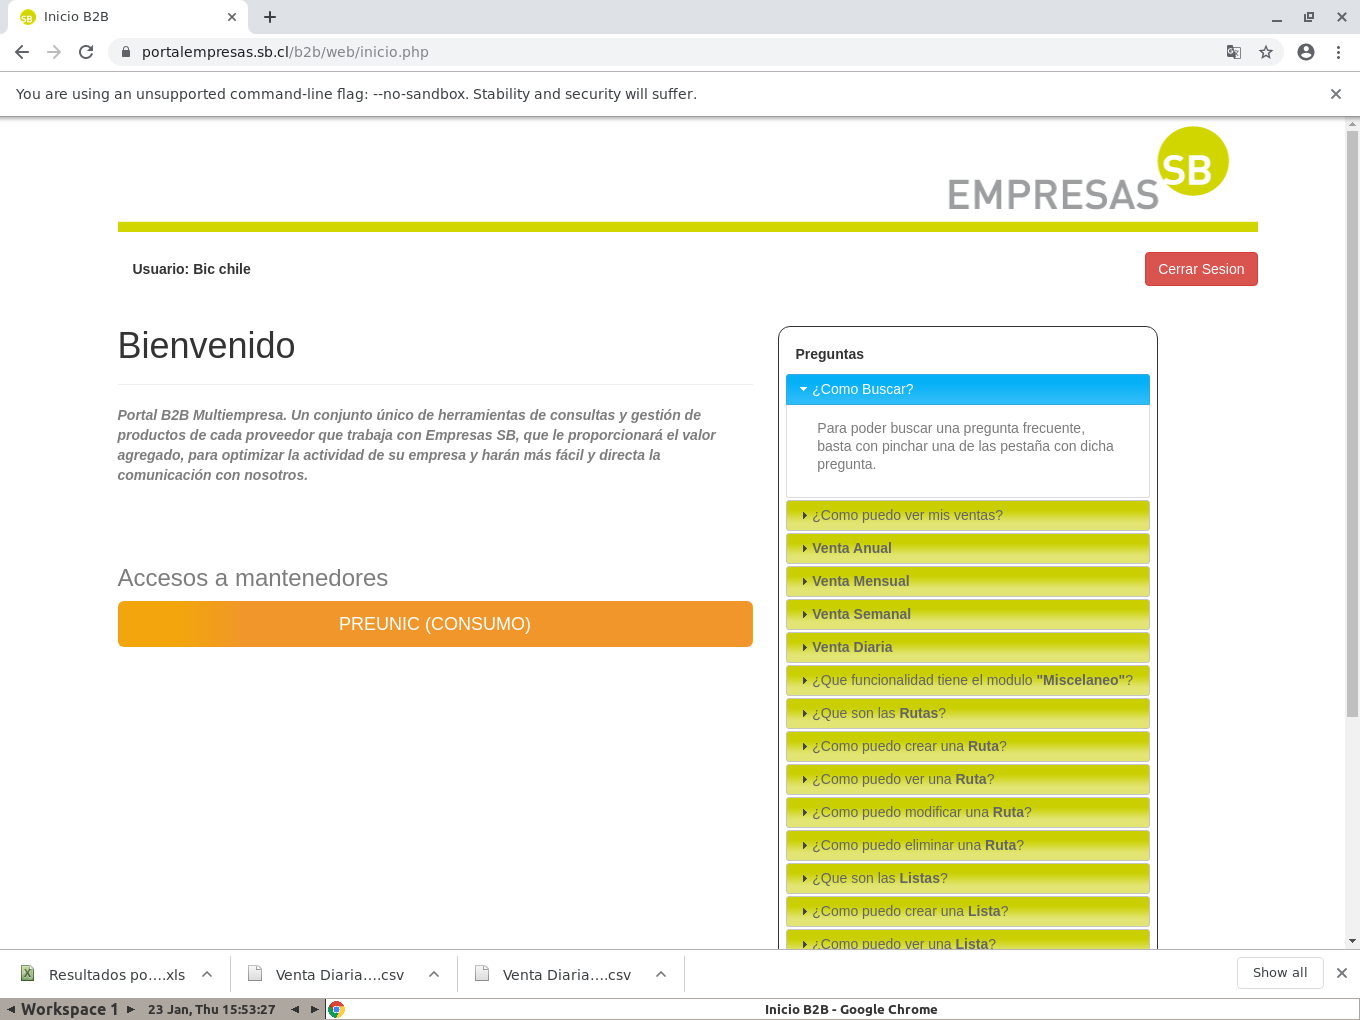 Inicio B2B
portalempresas.sb.cl/b2b/web/inicio.php
You are using an unsupported command-line flag: --no-sandbox. Stability and security will suffer.
EMPRESAS SB
Usuario: Bic chile
Cerrar Sesion
Bienvenido
Portal B2B Multiempresa. Un conjunto único de herramientas de consultas y gestión de
productos de cada proveedor que trabaja con Empresas SB, que le proporcionará el valor
agregado, para optimizar la actividad de su empresa y harán más fácil y directa la
comunicación con nosotros.
Accesos a mantenedores
PREUNIC (CONSUMO)
Preguntas
¿Como Buscar?
Para poder buscar una pregunta frecuente,
basta con pinchar una de las pestaña con dicha
pregunta.
¿Como puedo ver mis ventas?
Venta Anual
Venta Mensual
Venta Semanal
Venta Diaria
¿Que funcionalidad tiene el modulo "Miscelaneo"?
¿Que son las Rutas?
¿Como puedo crear una Ruta?
¿Como puedo ver una Ruta?
¿Como puedo modificar una Ruta?
¿Como puedo eliminar una Ruta?
¿Que son las Listas?
¿Como puedo crear una Lista?
¿Como puedo ver una Lista?
Resultados po....xls
Venta Diaria....csv
Venta Diaria....csv
Show all
Workspace 1
23 Jan, Thu 15:53:27
Inicio B2B - Google Chrome